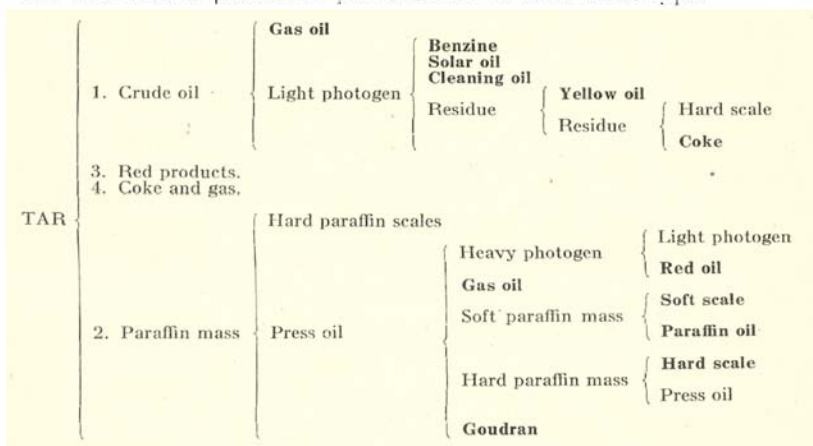 Gas oil
Benzine
Solar oil
Cleaning oil
1. Crude oil Light photogen Yellow oil
Residue Hard scale
Residue
Coke
3. Red products.
4. Coke and gas.
TAR Hard paraffin scales
Light photogen
Heavy photogen
Red oil
Gas oil
Soft scale
Soft paraffin mass
2. Paraffin mass Press oil Paraffin oil
Hard scale
Hard paraffin mass
Press oil
Goudran